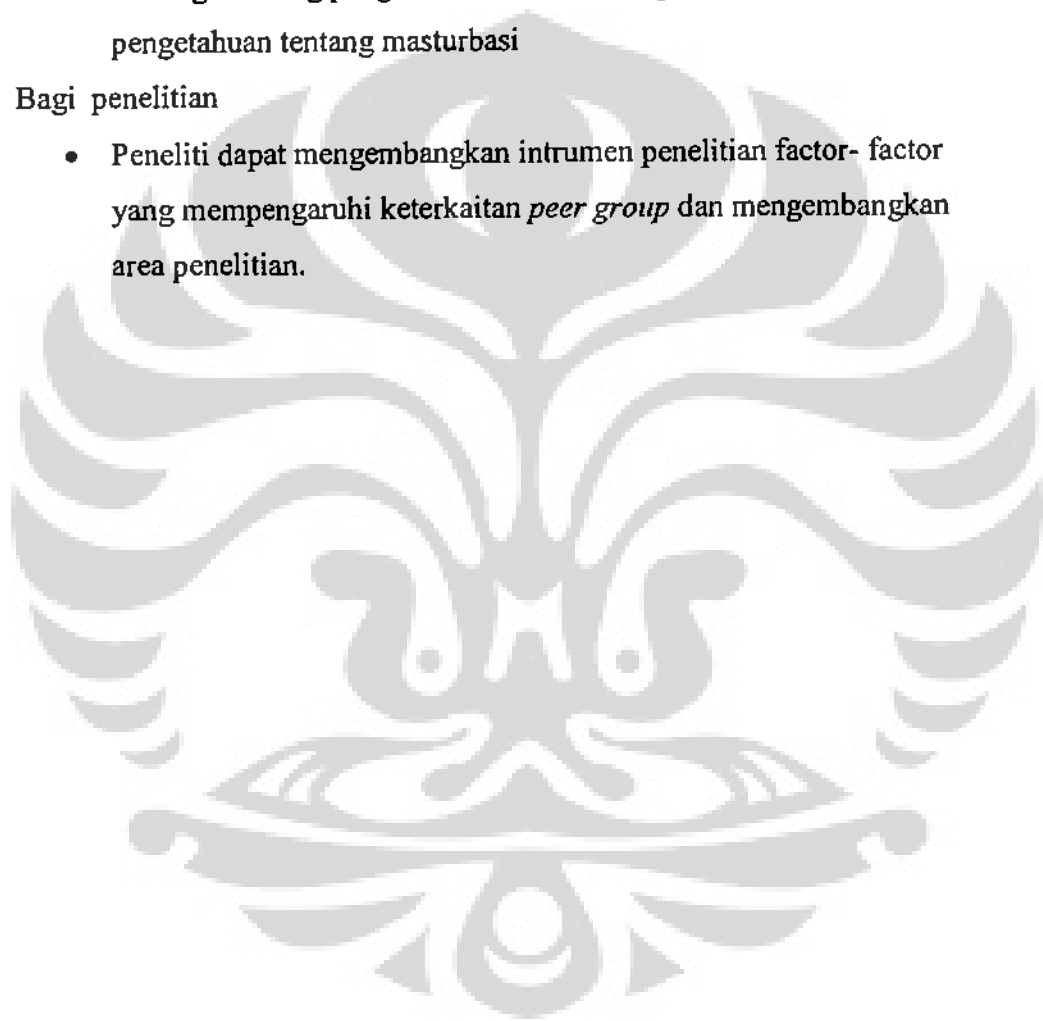 pengetahuan tentang masturbasi
Bagi penelitian
• Peneliti dapat mengembangkan intrumen penelitian factor- factor
yang mempengaruhi keterkaitan peer group dan mengembangkan
area penelitian.